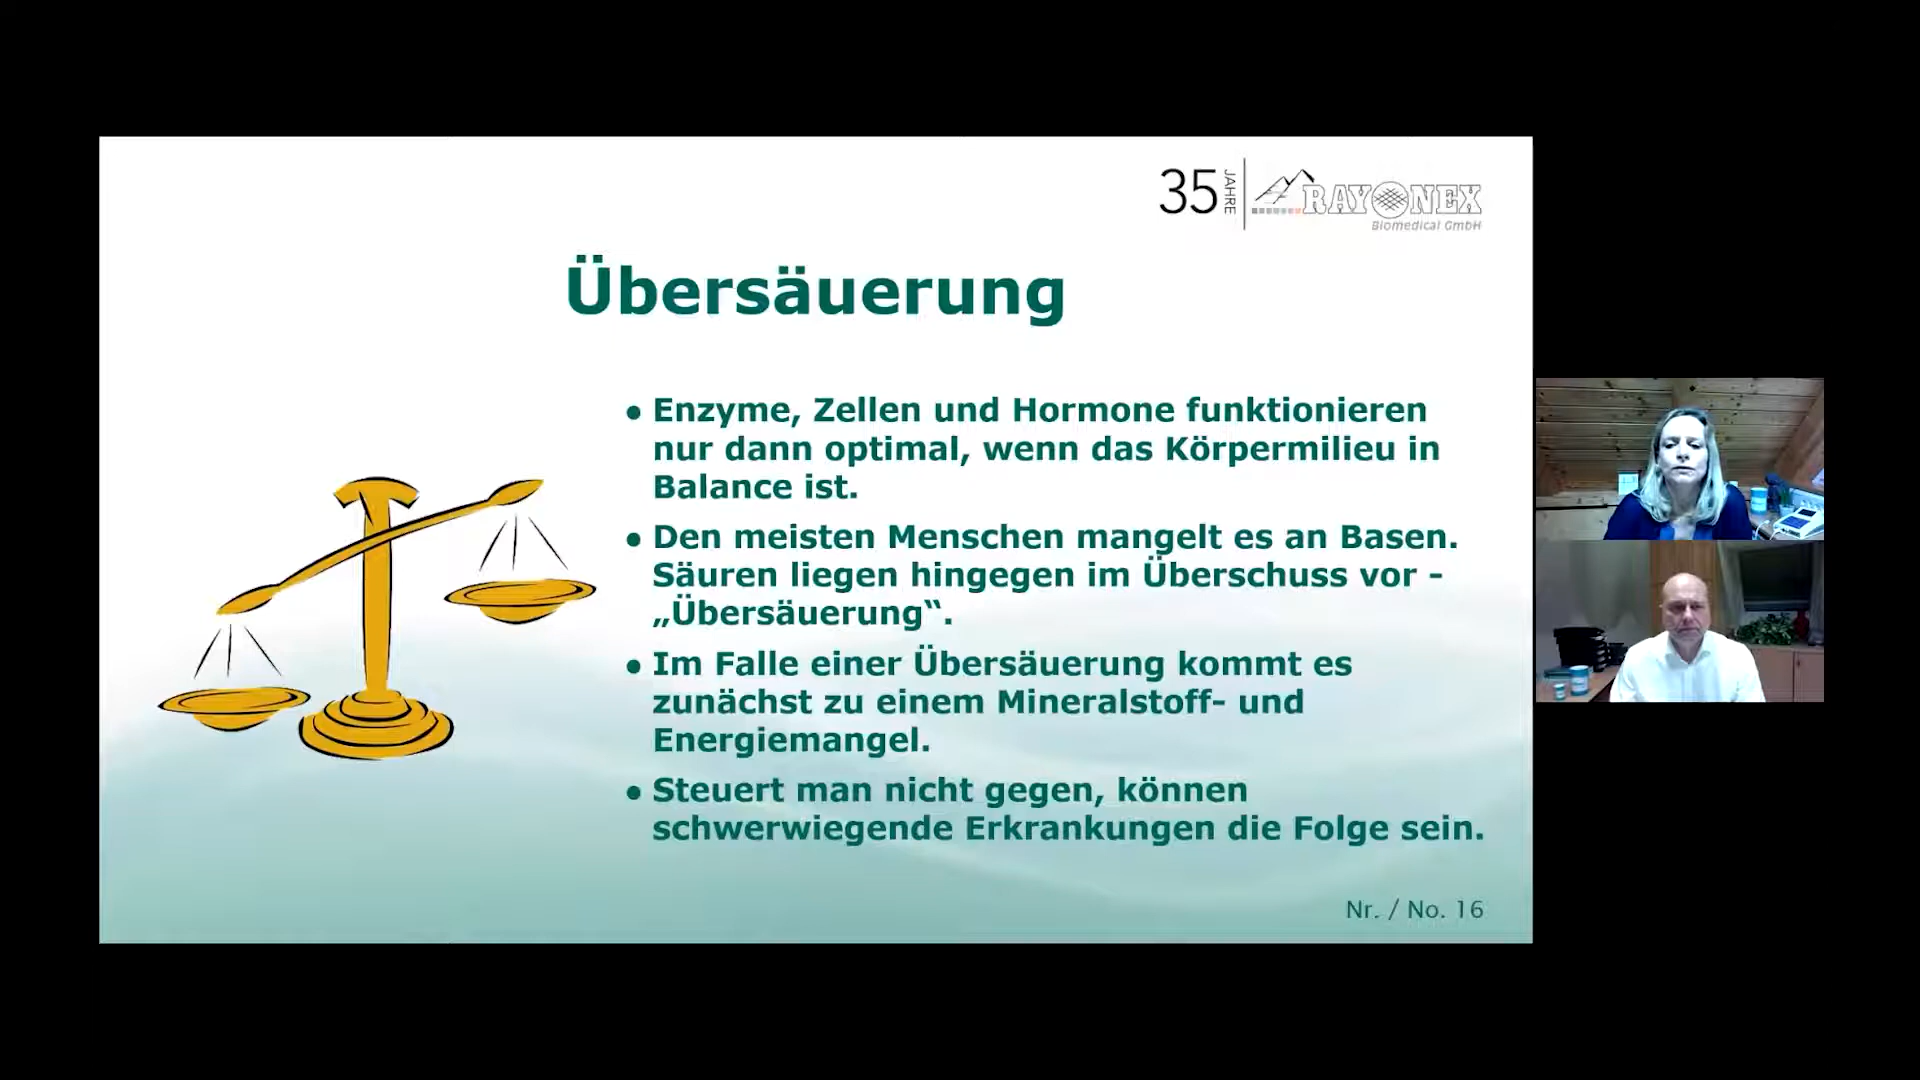 35 JAHRE
RAYONEX
Biomedical GmbH
Übersäuerung
● Enzyme, Zellen und Hormone funktionieren
nur dann optimal, wenn das Körpermilieu in
Balance ist.
● Den meisten Menschen mangelt es an Basen.
Säuren liegen hingegen im Überschuss vor -
„Übersäuerung“.
● Im Falle einer Übersäuerung kommt es
zunächst zu einem Mineralstoff- und
Energiemangel.
● Steuert man nicht gegen, können
schwerwiegende Erkrankungen die Folge sein.
Nr. / No. 16